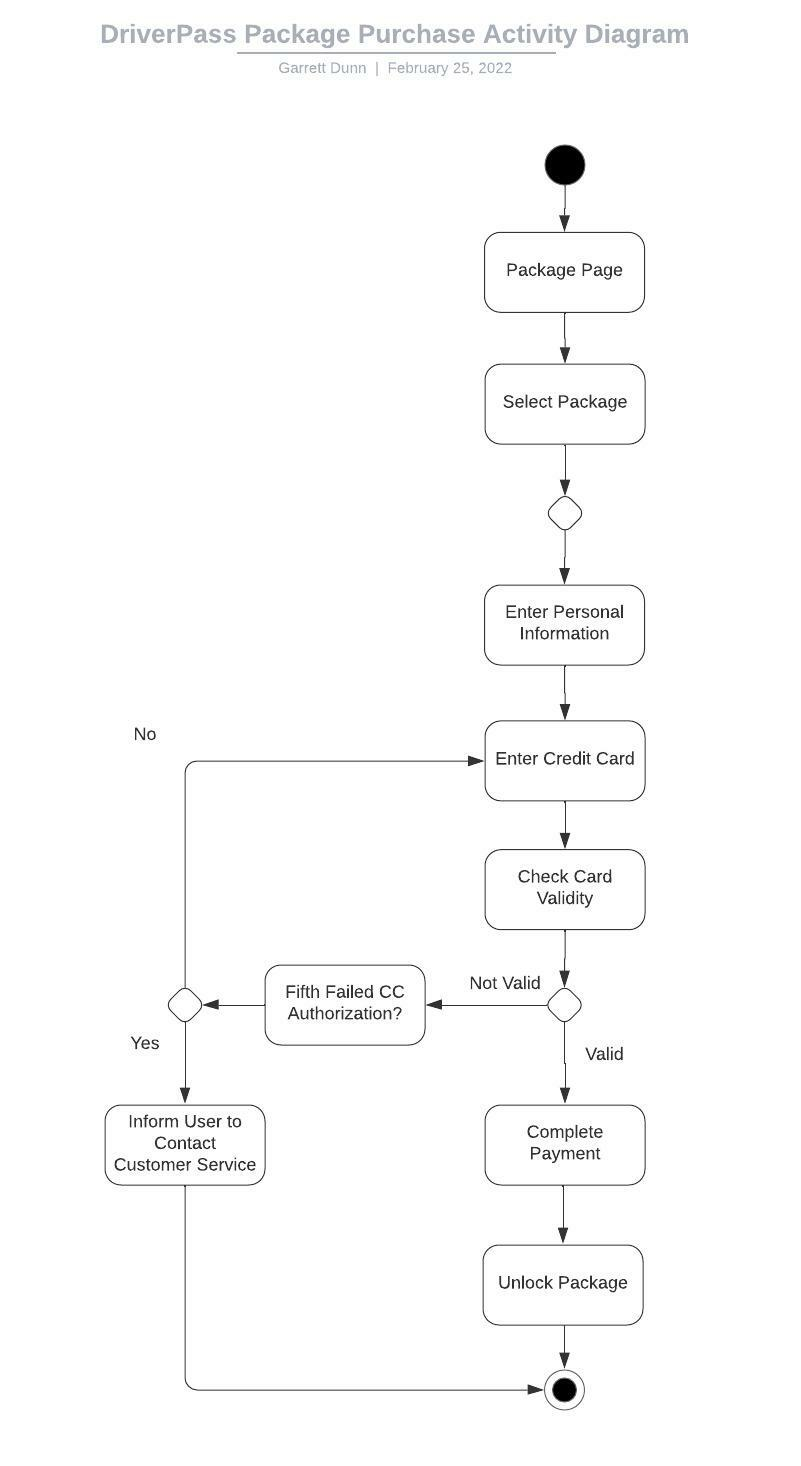 DriverPass Package Purchase Activity Diagram
Garrett Dunn | February 25, 2022
Package Page
Select Package
Enter Personal
Information
No
Enter Credit Card
Check Card
Validity
Not Valid
Fifth Failed CC
Authorization?
Yes
Valid
Inform User to
Contact
Customer Service
Complete
Payment
Unlock Package